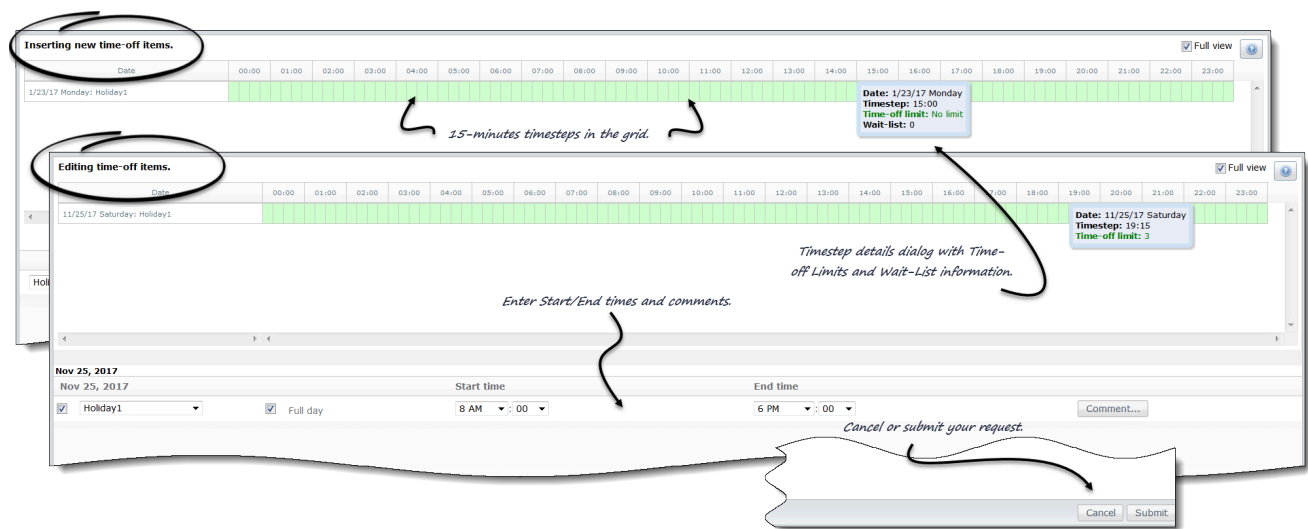 Inserting new time-off items.
Full view
Date 00:00 01:00 02:00 03:00 04:00 05:00 06:00 07:00 08:00 09:00 10:00 11:00 12:00 13:00 14:00 15:00 16:00 17:00 18:00 19:00 20:00 21:00 22:00 23:00
1/23/17 Monday: Holiday1
Date: 1/23/17 Monday
Timestep: 15:00
Time-off limit: No limit
Wait-list: 0
15-minutes timesteps in the grid.
Editing time-off items.
Full view
Date 00:00 01:00 02:00 03:00 04:00 05:00 06:00 07:00 08:00 09:00 10:00 11:00 12:00 13:00 14:00 15:00 16:00 17:00 18:00 19:00 20:00 21:00 22:00 23:00
11/25/17 Saturday: Holiday1
Date: 11/25/17 Saturday
Timestep: 19:15
Time-off limit: 3
Timestep details dialog with Time-
off Limits and Wait-List information.
Holi
Enter Start/End times and comments.
Nov 25, 2017
Nov 25, 2017 Start time End time
Holiday1 Full day 8 AM : 00 6 PM : 00 Comment...
Cancel or submit your request.
Cancel Submit